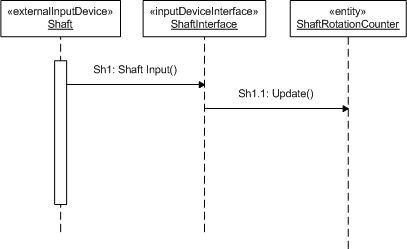 «externalInputDevice»
Shaft
«inputDeviceInterface»
ShaftInterface
«entity»
ShaftRotationCounter
Sh1: Shaft Input()
Sh1.1: Update()